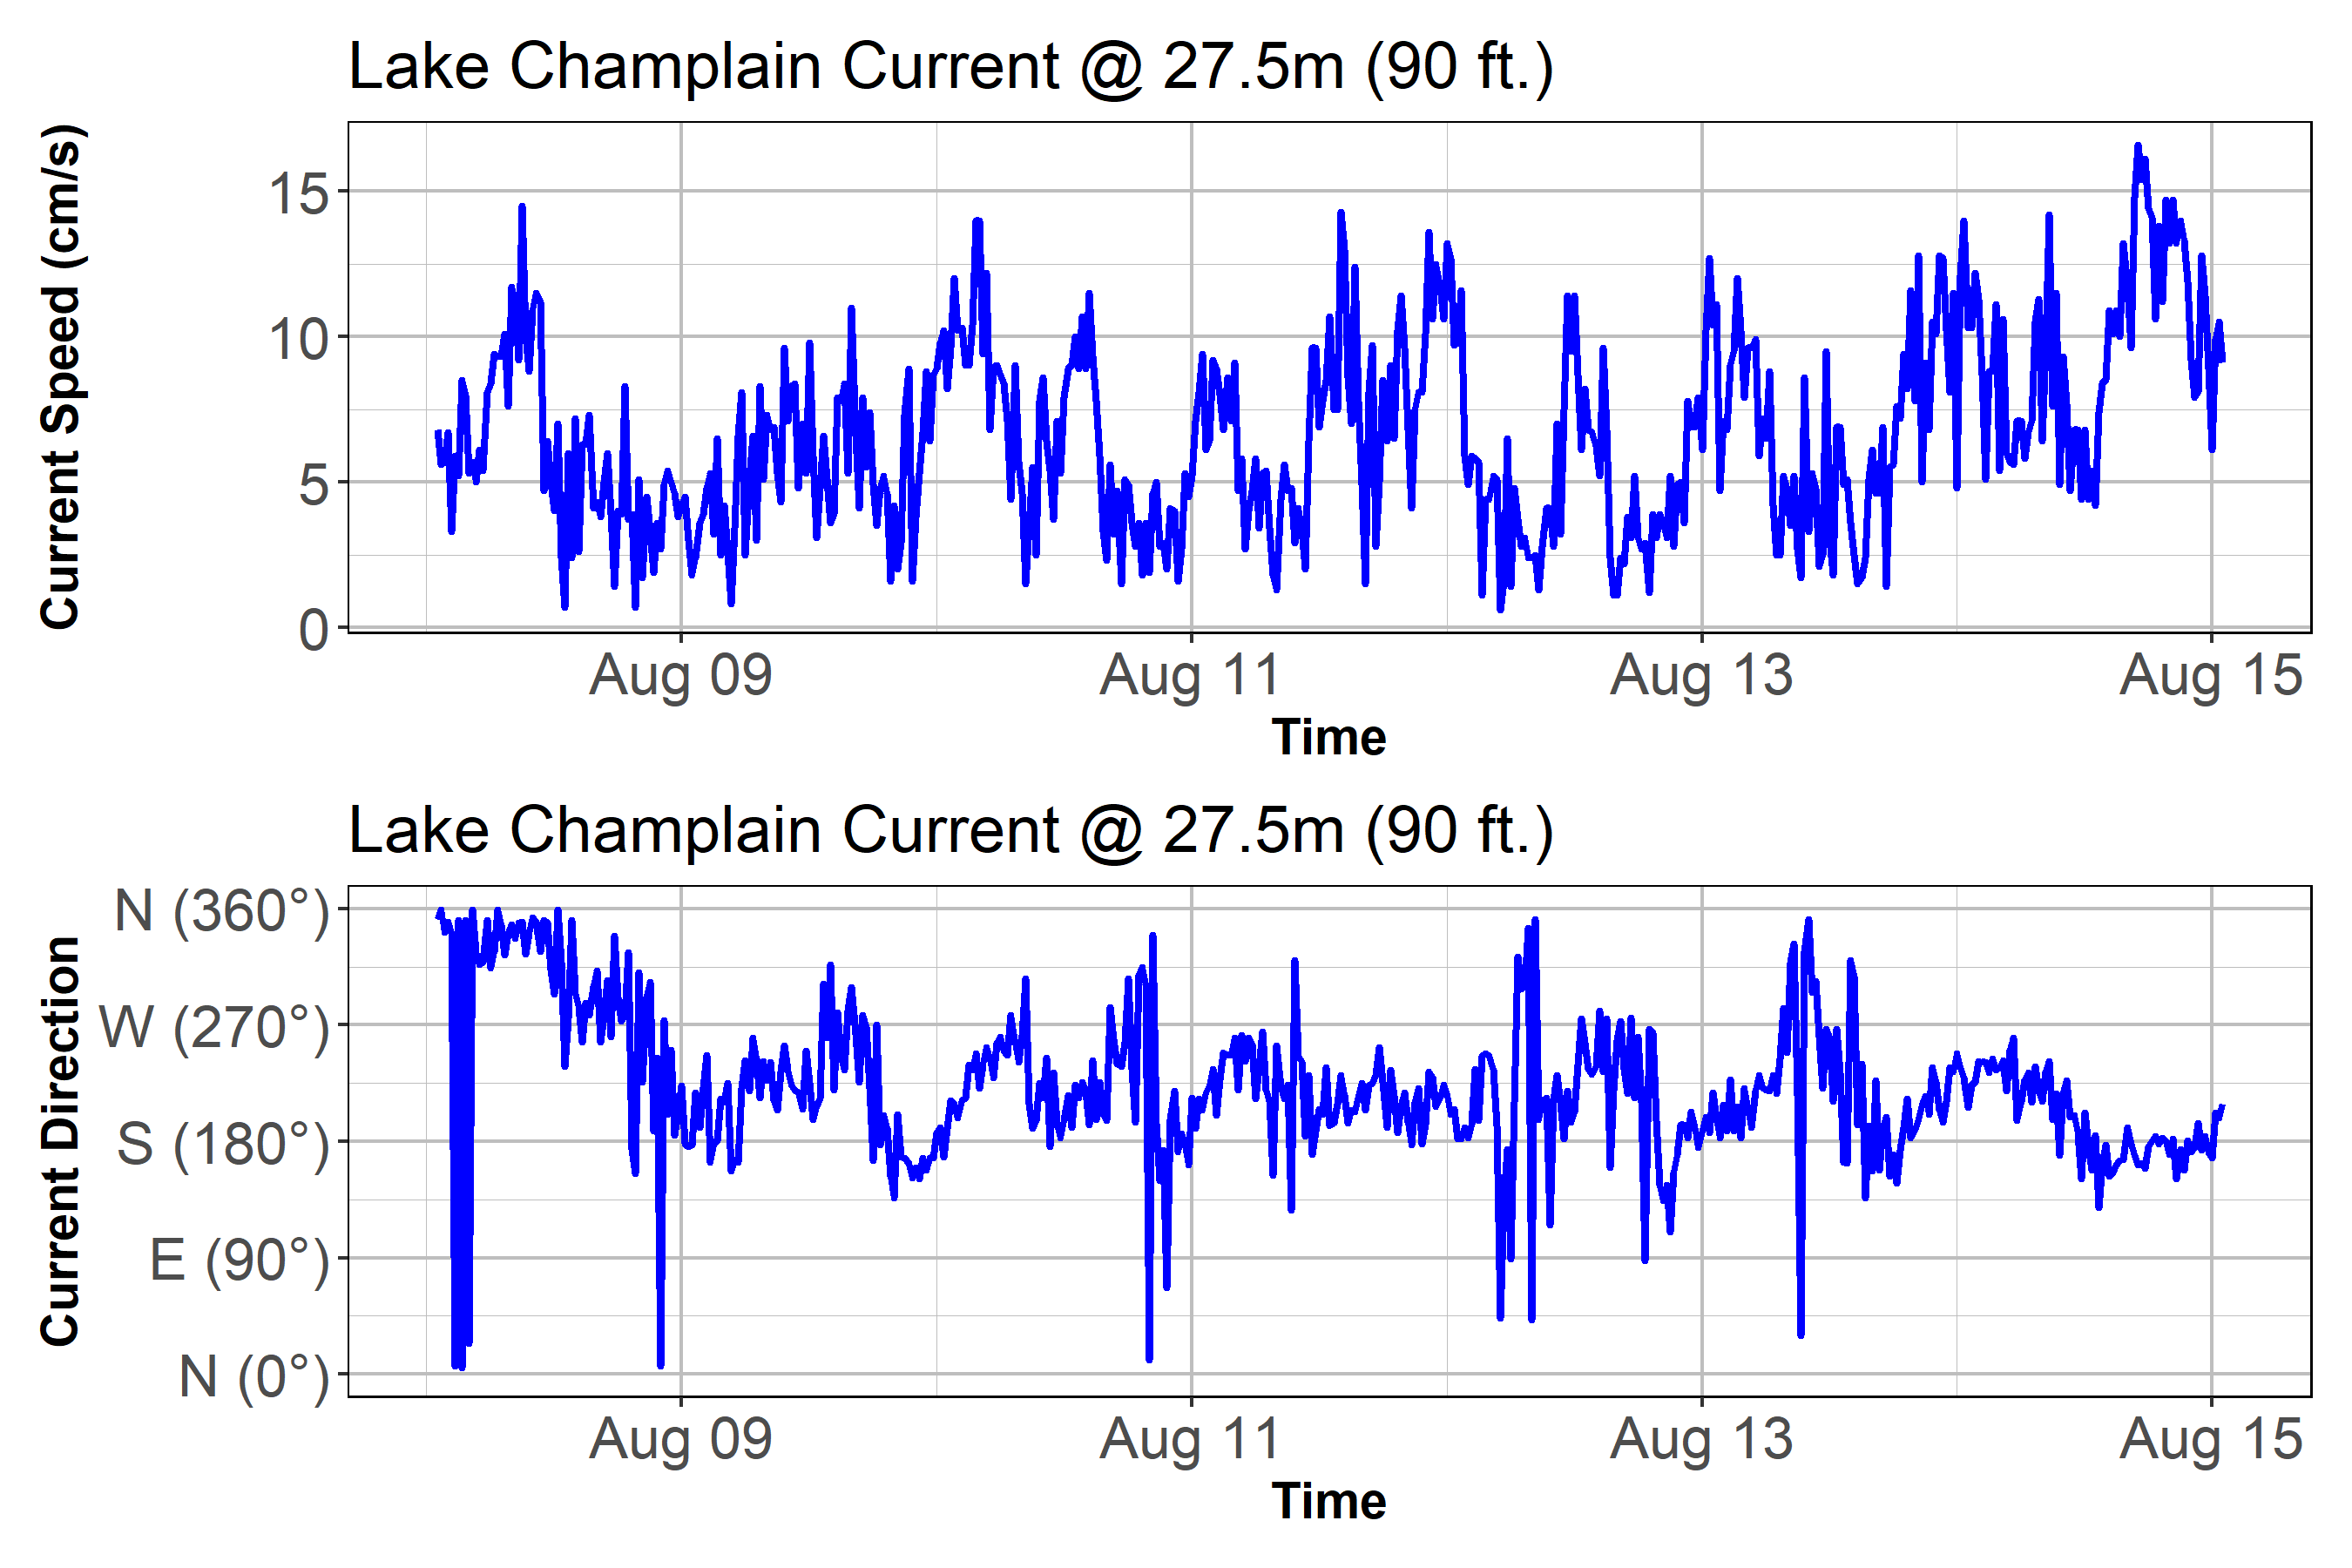 Lake Champlain Current @ 27.5m (90 ft.)
Current Speed (cm/s)
15
10
5
0
Aug 09 Aug 11 Aug 13 Aug 15
Time
Lake Champlain Current @ 27.5m (90 ft.)
Current Direction
N (360°)
W (270°)
S (180°)
E (90°)
N (0°)
Aug 09 Aug 11 Aug 13 Aug 15
Time